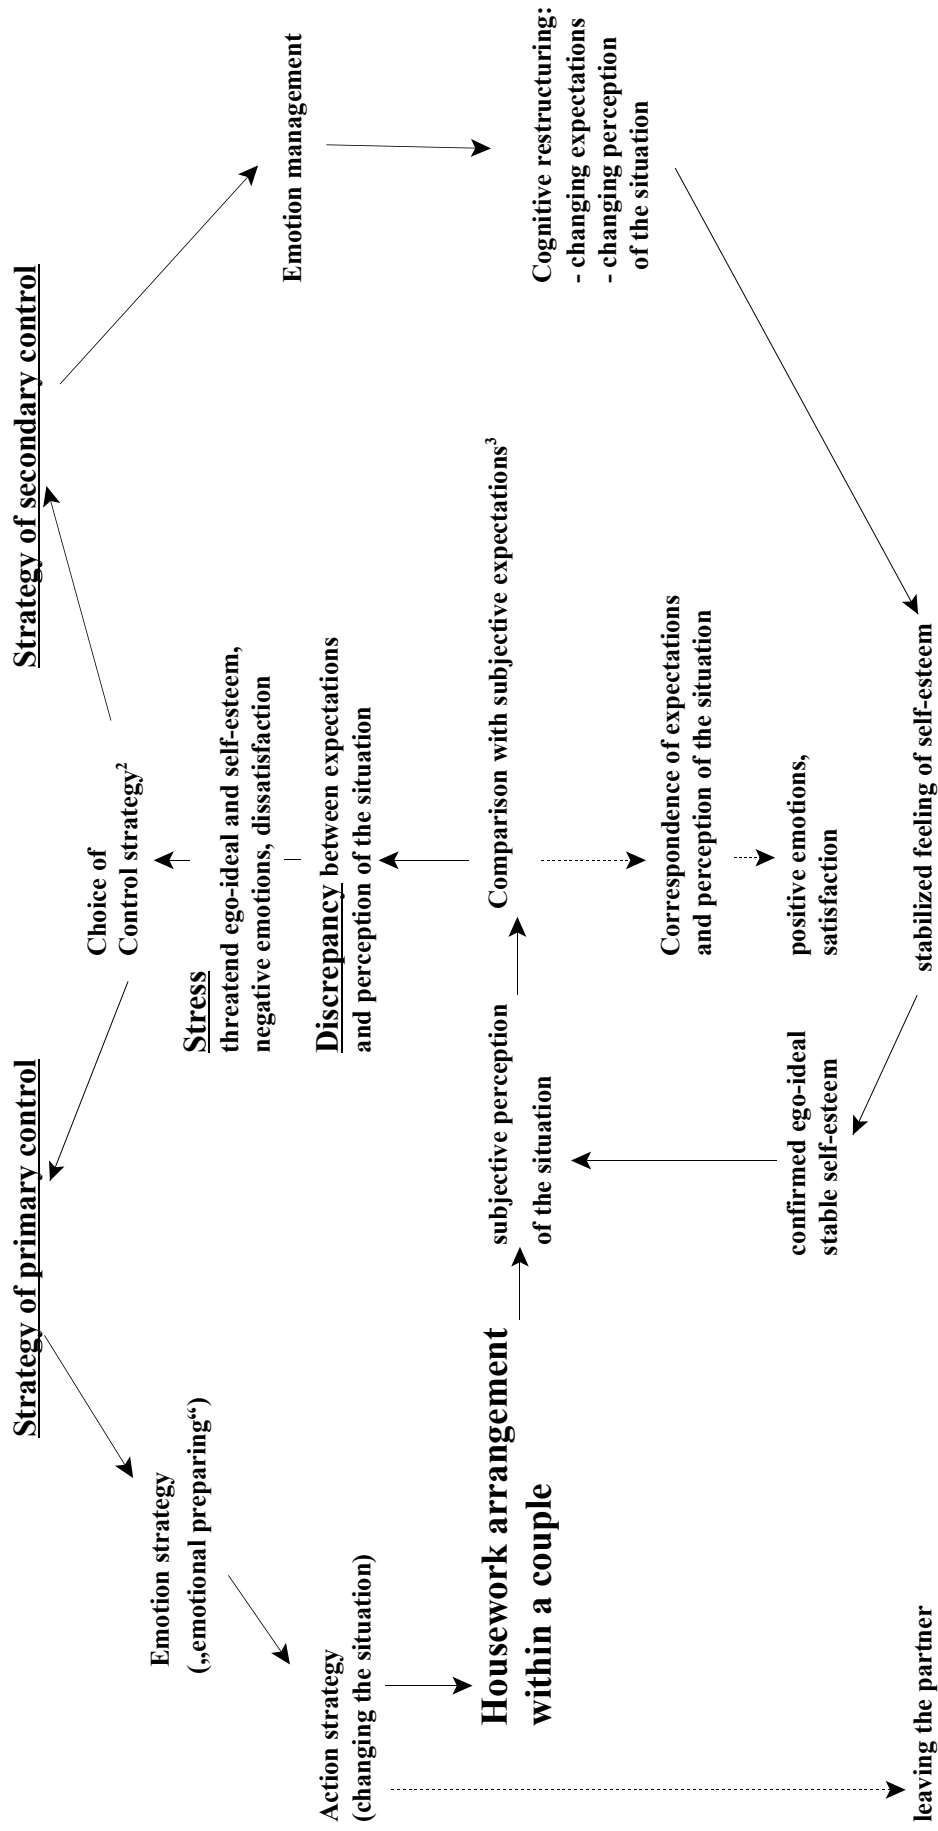 Strategy of primary control
Strategy of secondary control
Choice of
Control strategy²
Emotion strategy
(„emotional preparing“)
Stress
threatend ego-ideal and self-esteem,
negative emotions, dissatisfaction
Emotion management
Action strategy
(changing the situation)
Discrepancy between expectations
and perception of the situation
Housework arrangement
within a couple
subjective perception
of the situation
Comparison with subjective expectations³
Cognitive restructuring:
- changing expectations
- changing perception
of the situation
Correspondence of expectations
and perception of the situation
confirmed ego-ideal
stable self-esteem
positive emotions,
satisfaction
leaving the partner
stabilized feeling of self-esteem